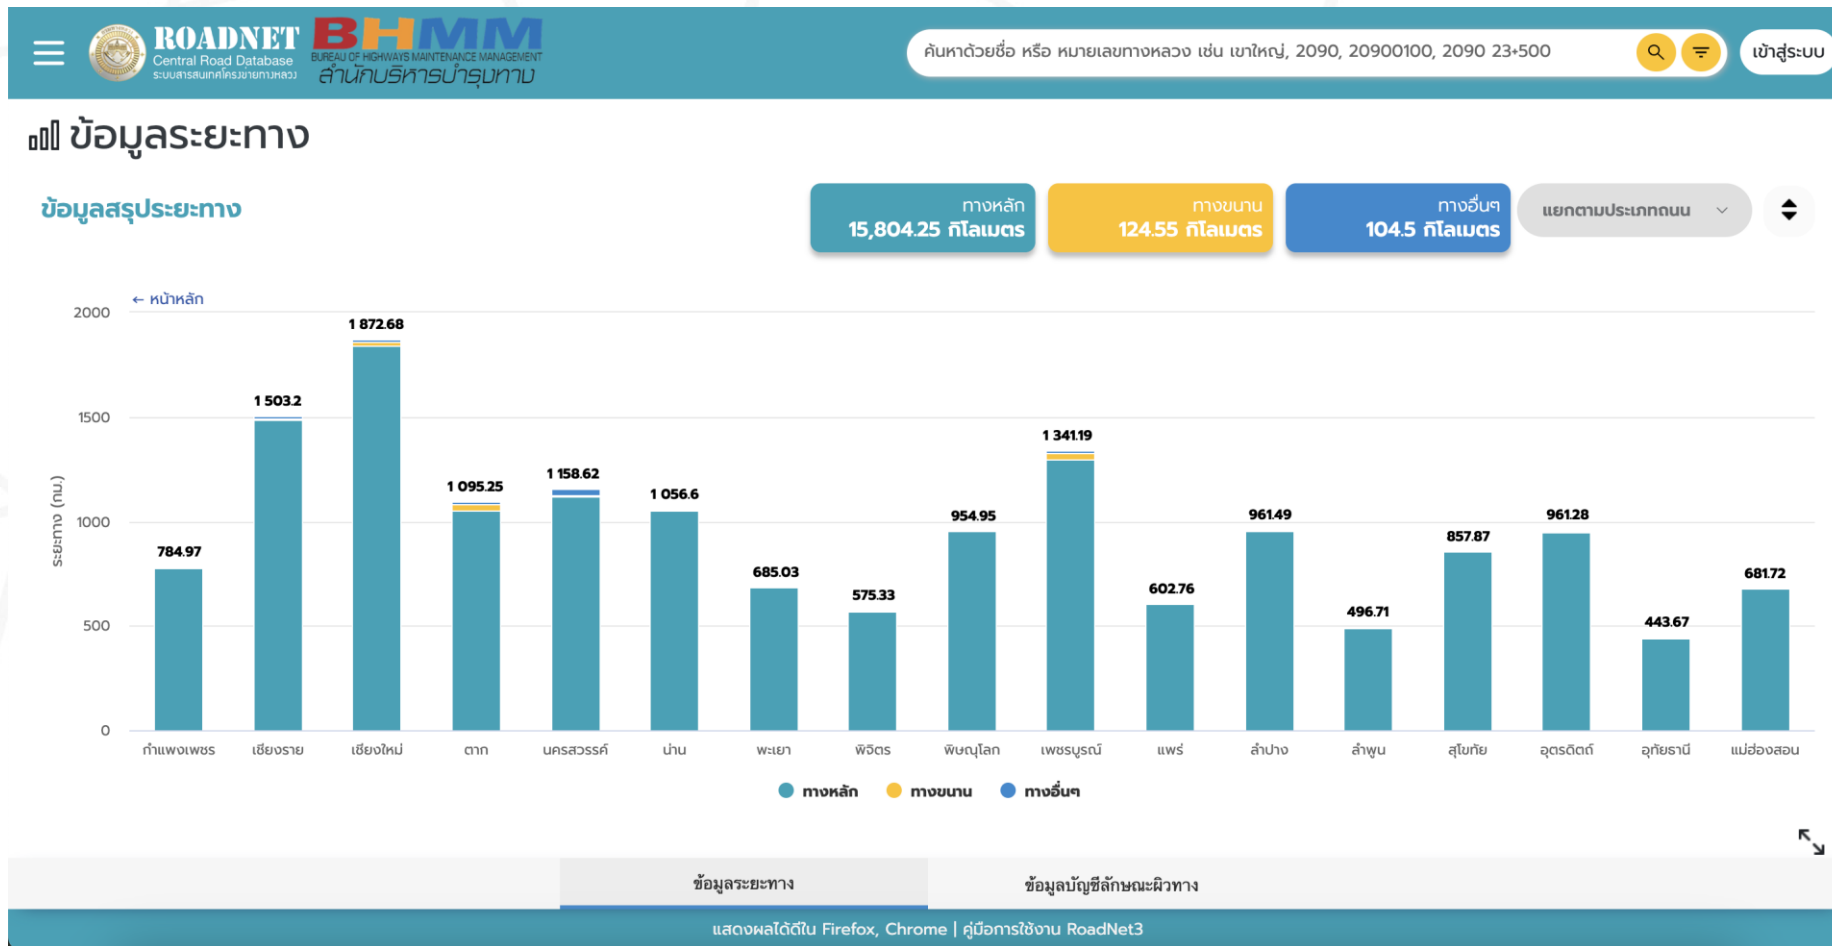 ROADNET
Central Road Database
ระบบสารสนเทศโครงข่ายทางหลวง
BHMM
BUREAU OF HIGHWAYS MAINTENANCE MANAGEMENT
สำนักบริหารบำรุงทาง
ค้นหาด้วยชื่อ หรือ หมายเลขทางหลวง เช่น เขาใหญ่, 2090, 20900100, 2090 23+500
เข้าสู่ระบบ
ข้อมูลระยะทาง
ข้อมูลสรุประยะทาง
ทางหลัก
15,804.25 กิโลเมตร
ทางขนาน
124.55 กิโลเมตร
ทางอื่นๆ
104.5 กิโลเมตร
แยกตามประเภทถนน
← หน้าหลัก
ระยะทาง (กม.)
2000
1500
1000
500
0
784.97
1 503.2
1 872.68
1 095.25
1 158.62
1 056.6
685.03
575.33
954.95
1 341.19
602.76
961.49
496.71
857.87
961.28
443.67
681.72
กำแพงเพชร เชียงราย เชียงใหม่ ตาก นครสวรรค์ น่าน พะเยา พิจิตร พิษณุโลก เพชรบูรณ์ แพร่ ลำปาง ลำพูน สุโขทัย อุตรดิตถ์ อุทัยธานี แม่ฮ่องสอน
ทางหลัก ทางขนาน ทางอื่นๆ
ข้อมูลระยะทาง
ข้อมูลบัญชีลักษณะผิวทาง
แสดงผลได้ดีใน Firefox, Chrome | คู่มือการใช้งาน RoadNet3